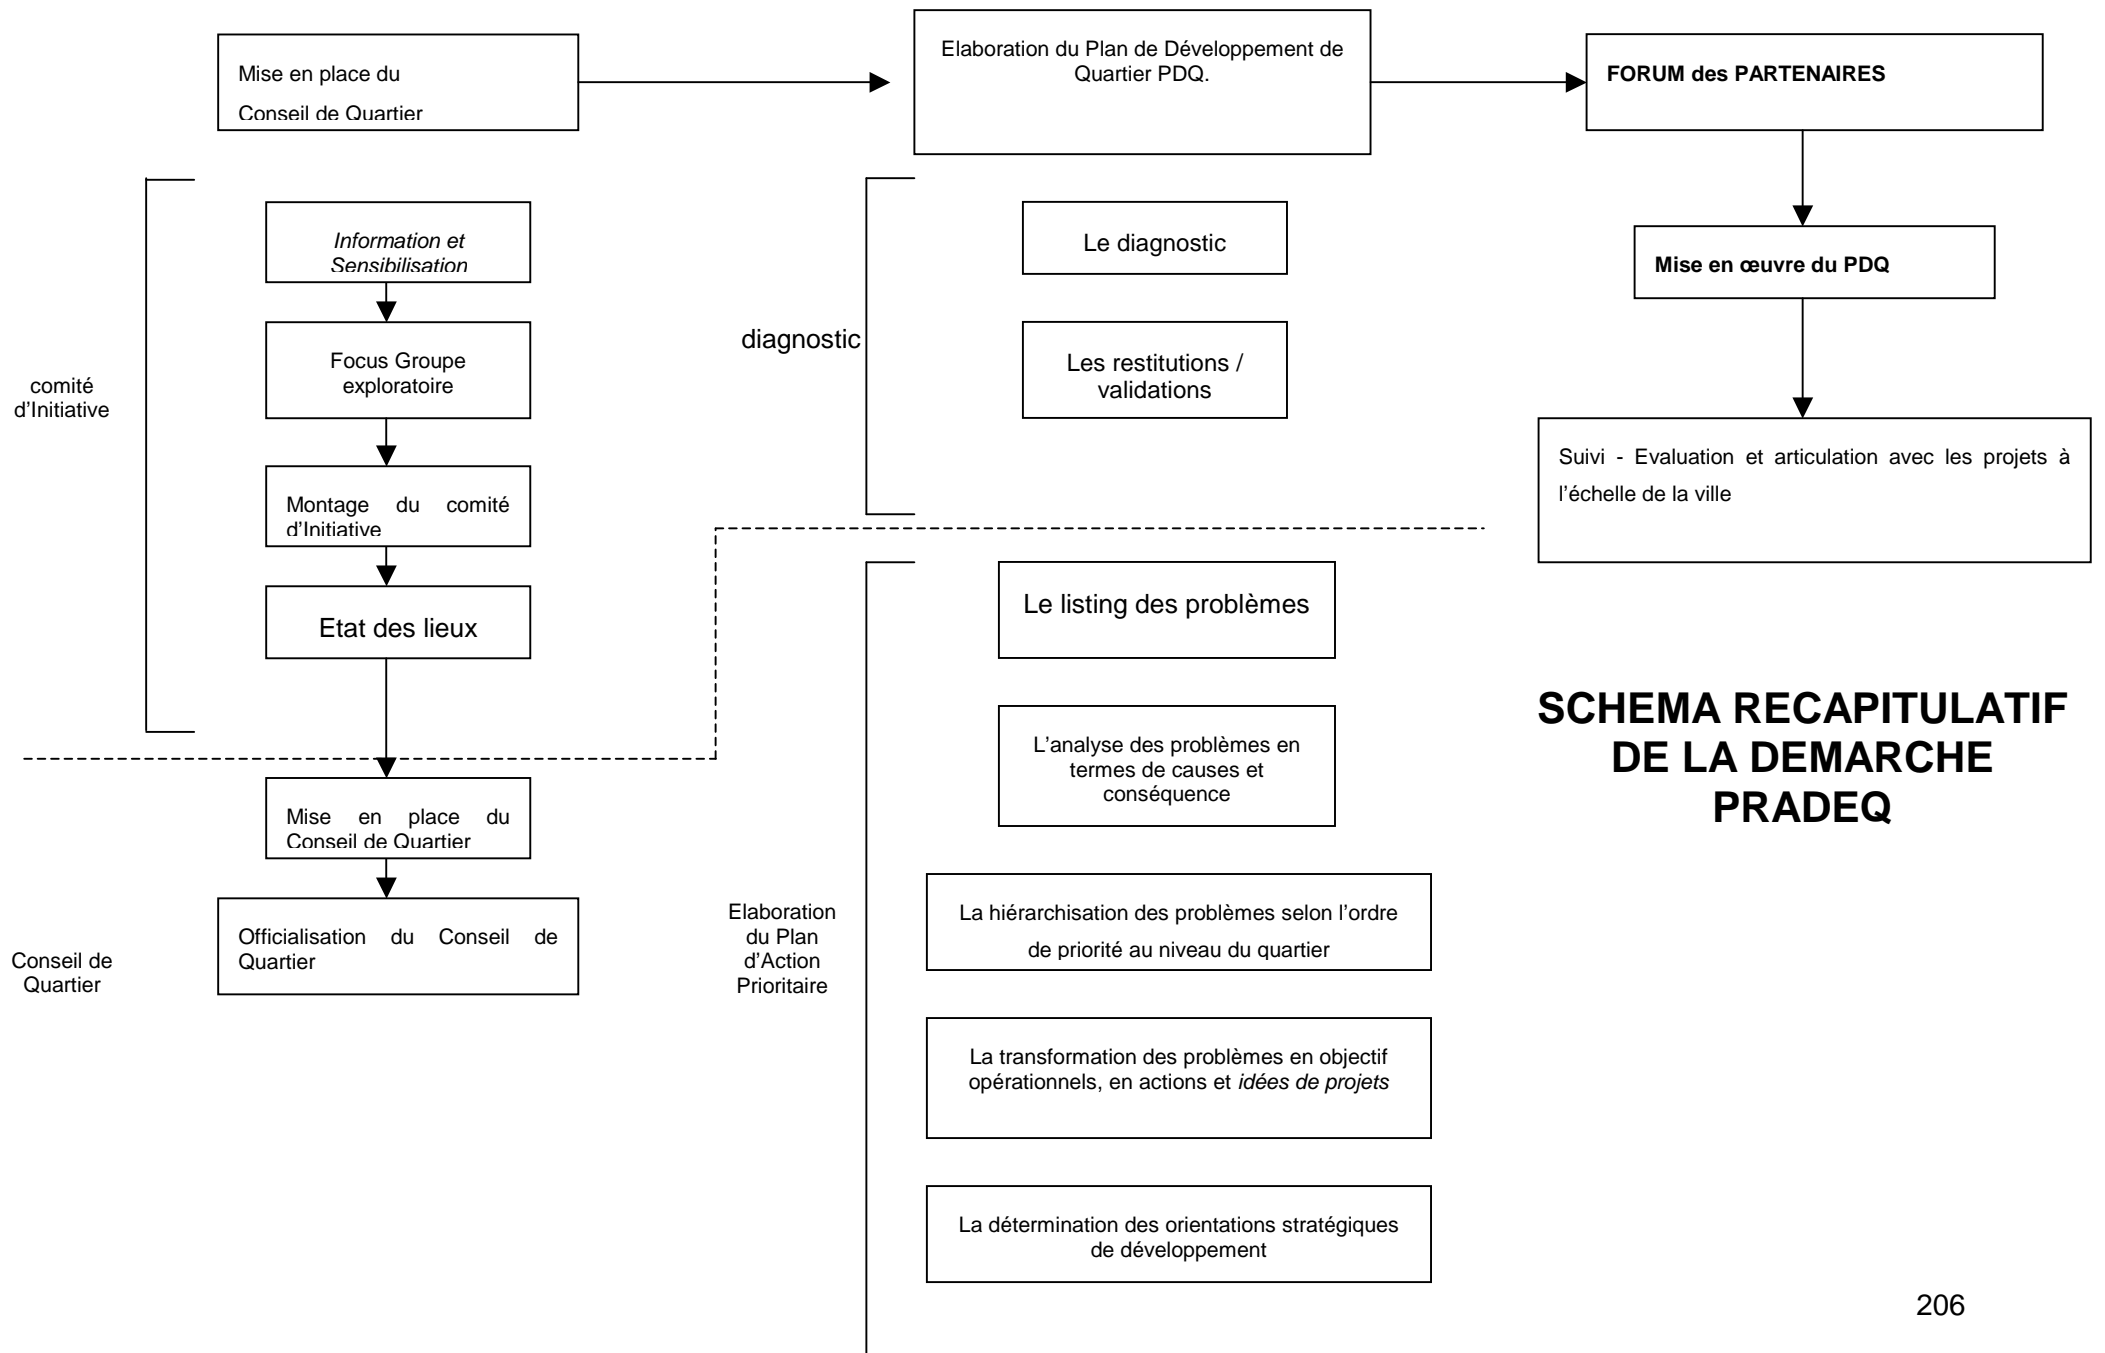 Mise en place du
Conseil de Quartier
Elaboration du Plan de Développement de
Quartier PDQ.
FORUM des PARTENAIRES
comité
d’Initiative
Information et
Sensibilisation
Focus Groupe
exploratoire
Montage du comité
d’Initiative
Etat des lieux
Conseil de
Quartier
Mise en place du
Conseil de Quartier
Officialisation du Conseil de
Quartier
diagnostic
Le diagnostic
Les restitutions /
validations
Elaboration
du Plan
d’Action
Prioritaire
Le listing des problèmes
L’analyse des problèmes en
termes de causes et
conséquence
La hiérarchisation des problèmes selon l’ordre
de priorité au niveau du quartier
La transformation des problèmes en objectif
opérationnels, en actions et idées de projets
La détermination des orientations stratégiques
de développement
Mise en œuvre du PDQ
Suivi - Evaluation et articulation avec les projets à
l’échelle de la ville
SCHEMA RECAPITULATIF
DE LA DEMARCHE
PRADEQ
206